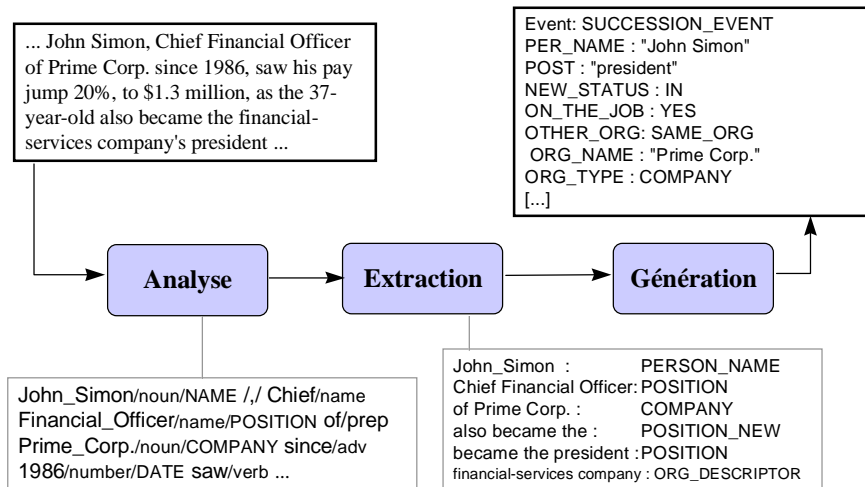 ... John Simon, Chief Financial Officer
of Prime Corp. since 1986, saw his pay
jump 20%, to $1.3 million, as the 37-
year-old also became the financial-
services company's president ...
Event: SUCCESSION_EVENT
PER_NAME : "John Simon"
POST : "president"
NEW_STATUS : IN
ON_THE_JOB : YES
OTHER_ORG: SAME_ORG
ORG_NAME : "Prime Corp."
ORG_TYPE : COMPANY
[...]
Analyse
Extraction
Génération
John_Simon/noun/NAME /,/ Chief/name
Financial_Officer/name/POSITION of/prep
Prime_Corp./noun/COMPANY since/adv
1986/number/DATE saw/verb ...
John_Simon : PERSON_NAME
Chief Financial Officer: POSITION
of Prime Corp. : COMPANY
also became the : POSITION_NEW
became the president : POSITION
financial-services company : ORG_DESCRIPTOR